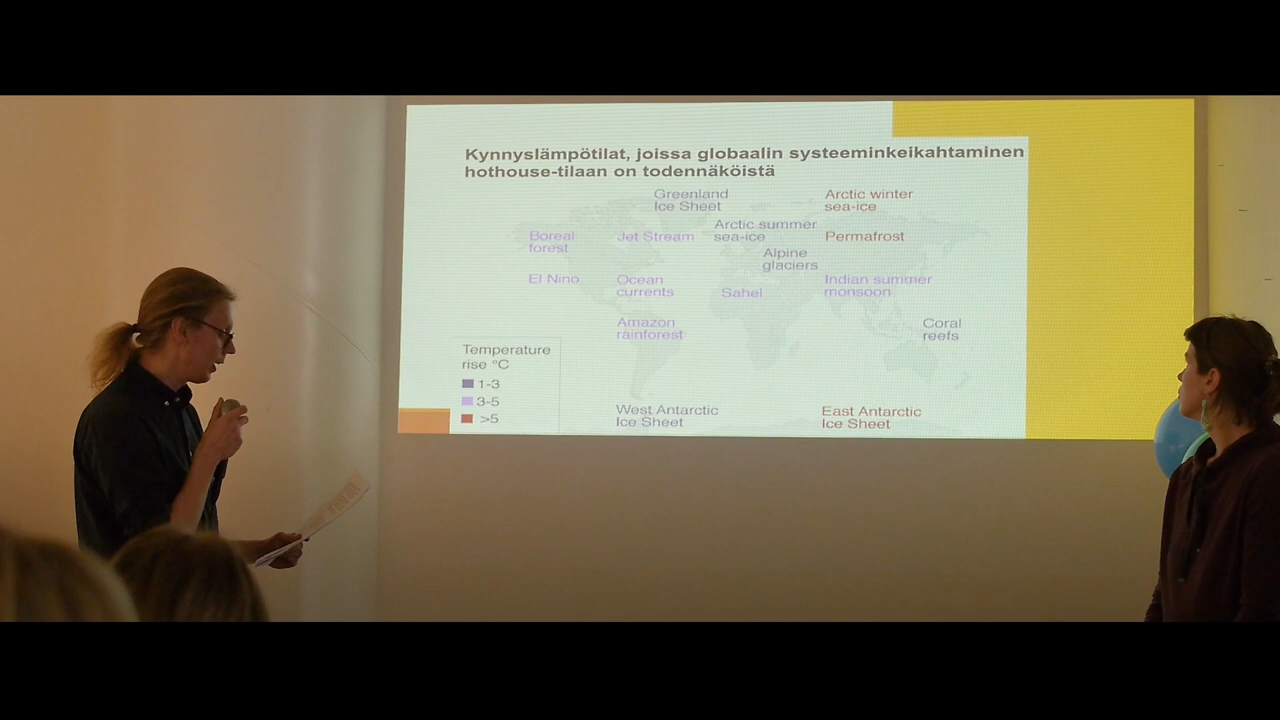 Kynnyslämpötilat, joissa globaalin systeeminkeikahtaminen
hothouse-tilaan on todennäköistä
Greenland
Ice Sheet
Arctic winter
sea-ice
Arctic summer
sea-ice
Boreal
forest
Jet Stream
Permafrost
Alpine
glaciers
El Nino
Ocean
currents
Sahel
Indian summer
monsoon
Amazon
rainforest
Coral
reefs
Temperature
rise °C
1-3
3-5
>5
West Antarctic
Ice Sheet
East Antarctic
Ice Sheet